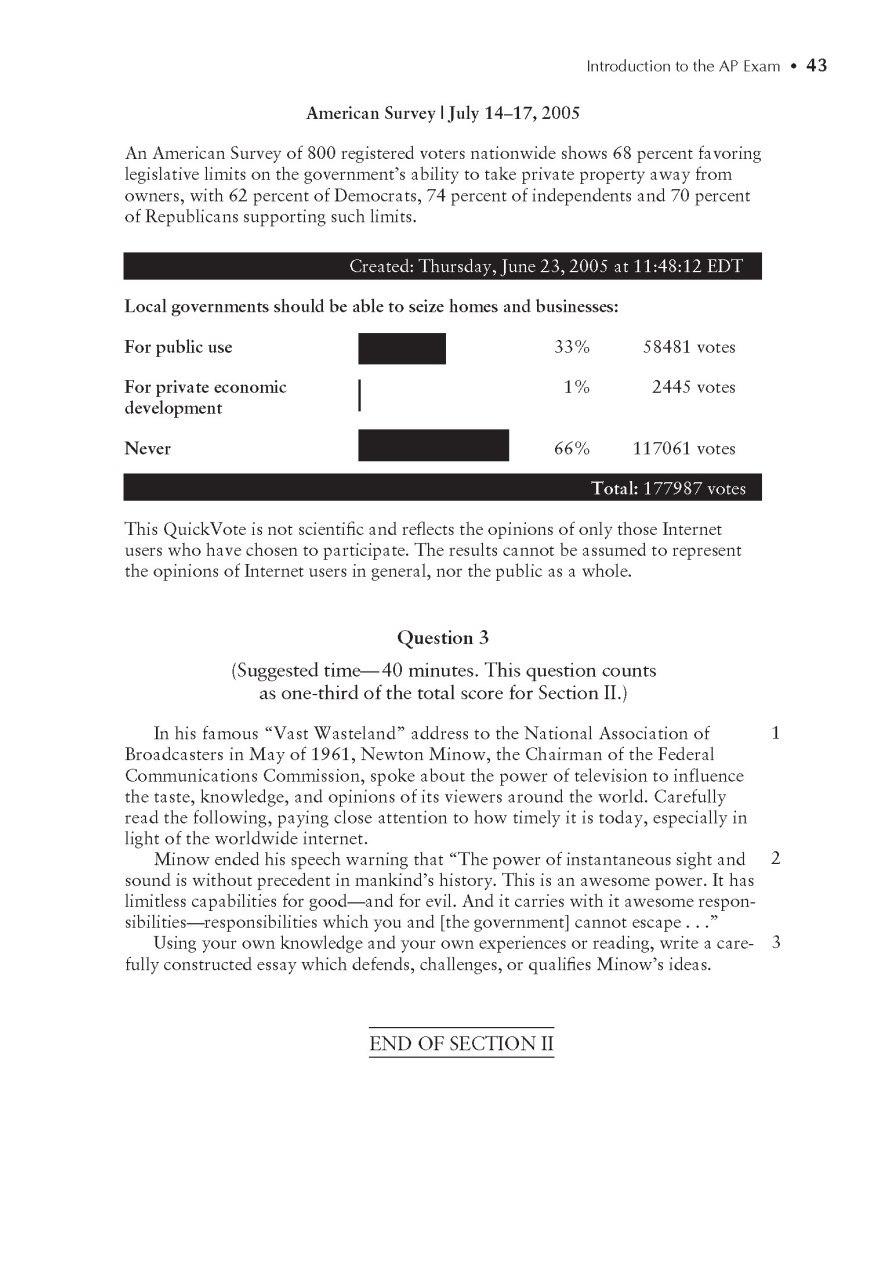 Introduction to the AP Exam • 43
American Survey | July 14–17, 2005
An American Survey of 800 registered voters nationwide shows 68 percent favoring
legislative limits on the government's ability to take private property away from
owners, with 62 percent of Democrats, 74 percent of independents and 70 percent
of Republicans supporting such limits.
Created: Thursday, June 23, 2005 at 11:48:12 EDT
Local governments should be able to seize homes and businesses:
For public use 33% 58481 votes
For private economic 1% 2445 votes
development
Never 66% 117061 votes
Total: 177987 votes
This QuickVote is not scientific and reflects the opinions of only those Internet
users who have chosen to participate. The results cannot be assumed to represent
the opinions of Internet users in general, nor the public as a whole.
Question 3
(Suggested time—40 minutes. This question counts
as one-third of the total score for Section II.)
In his famous “Vast Wasteland” address to the National Association of 1
Broadcasters in May of 1961, Newton Minow, the Chairman of the Federal
Communications Commission, spoke about the power of television to influence
the taste, knowledge, and opinions of its viewers around the world. Carefully
read the following, paying close attention to how timely it is today, especially in
light of the worldwide internet.
Minow ended his speech warning that “The power of instantaneous sight and 2
sound is without precedent in mankind's history. This is an awesome power. It has
limitless capabilities for good—and for evil. And it carries with it awesome respon-
sibilities—responsibilities which you and [the government] cannot escape . . .”
Using your own knowledge and your own experiences or reading, write a care- 3
fully constructed essay which defends, challenges, or qualifies Minow's ideas.
END OF SECTION II